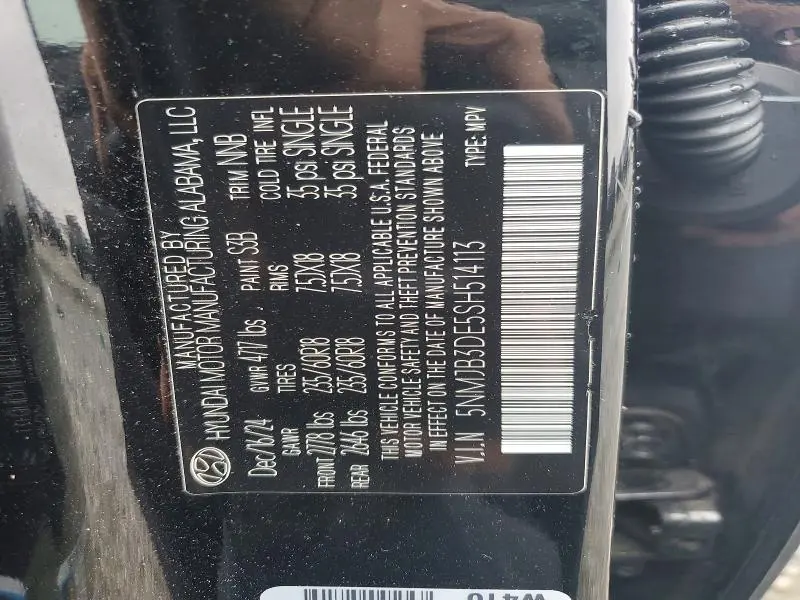 MANUFACTURED BY
HYUNDAI MOTOR MANUFACTURING ALABAMA, LLC
Dec/16/24 GVWR 4777 lbs PAINT S3B TRIM NNB
GAWR TIRES RIMS COLD TIRE INFL
FRONT 2778 lbs 235/60R18 7.5JX18 35 psi SINGLE
REAR 2646 lbs 235/60R18 7.5JX18 35 psi SINGLE
THIS VEHICLE CONFORMS TO ALL APPLICABLE U.S.A. FEDERAL
MOTOR VEHICLE SAFETY AND THEFT PREVENTION STANDARDS
IN EFFECT ON THE DATE OF MANUFACTURE SHOWN ABOVE
V.I.N 5NMJB3DE5SH514113 TYPE: MPV